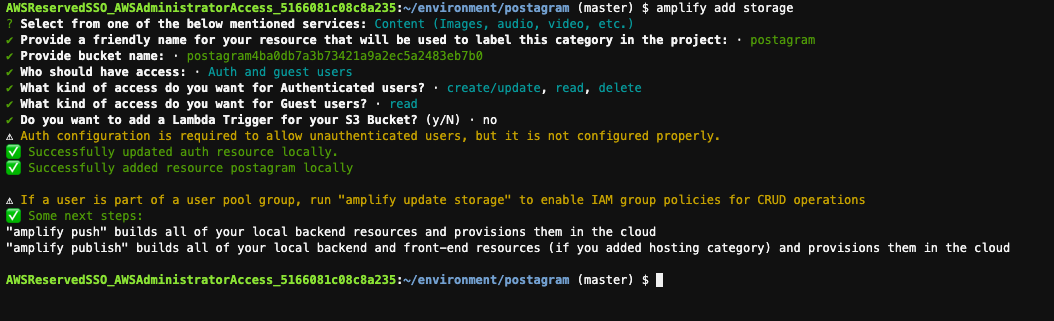 AWSReservedSSO_AWSAdministratorAccess_5166081c08c8a235:~/environment/postagram (master) $ amplify add storage
? Select from one of the below mentioned services: Content (Images, audio, video, etc.)
✔ Provide a friendly name for your resource that will be used to label this category in the project: · postagram
✔ Provide bucket name: · postagram4ba0db7a3b73421a9a2ec5a2483eb7b0
✔ Who should have access: · Auth and guest users
✔ What kind of access do you want for Authenticated users? · create/update, read, delete
✔ What kind of access do you want for Guest users? · read
✔ Do you want to add a Lambda Trigger for your S3 Bucket? (y/N) · no
⚠ Auth configuration is required to allow unauthenticated users, but it is not configured properly.
✅ Successfully updated auth resource locally.
✅ Successfully added resource postagram locally
⚠ If a user is part of a user pool group, run "amplify update storage" to enable IAM group policies for CRUD operations
✅ Some next steps:
"amplify push" builds all of your local backend resources and provisions them in the cloud
"amplify publish" builds all of your local backend and front-end resources (if you added hosting category) and provisions them in the cloud
AWSReservedSSO_AWSAdministratorAccess_5166081c08c8a235:~/environment/postagram (master) $